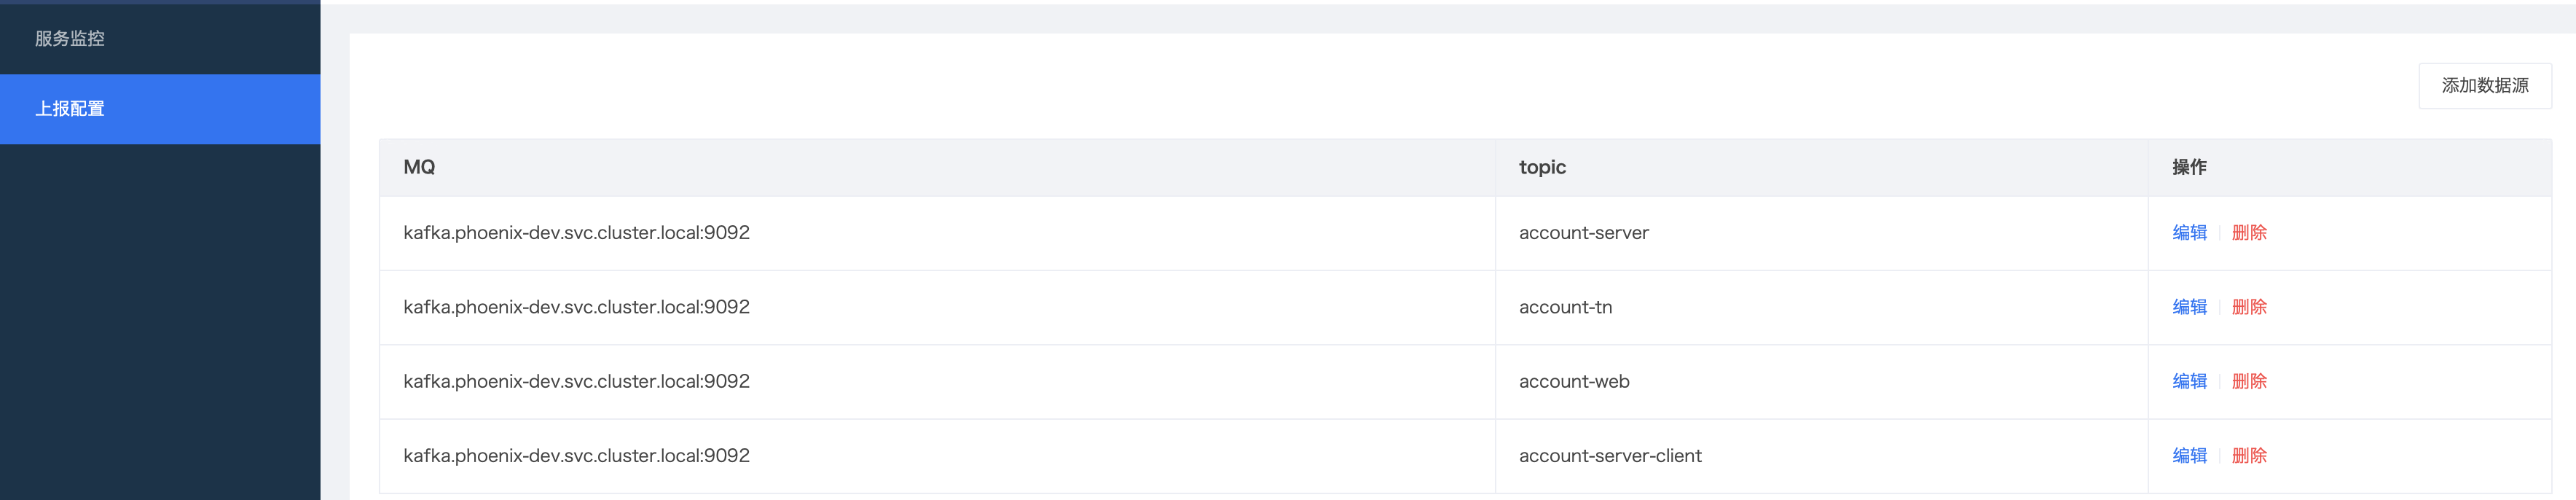 服务监控
上报配置
添加数据源
MQ topic 操作
kafka.phoenix-dev.svc.cluster.local:9092 account-server 编辑 删除
kafka.phoenix-dev.svc.cluster.local:9092 account-tn 编辑 删除
kafka.phoenix-dev.svc.cluster.local:9092 account-web 编辑 删除
kafka.phoenix-dev.svc.cluster.local:9092 account-server-client 编辑 删除